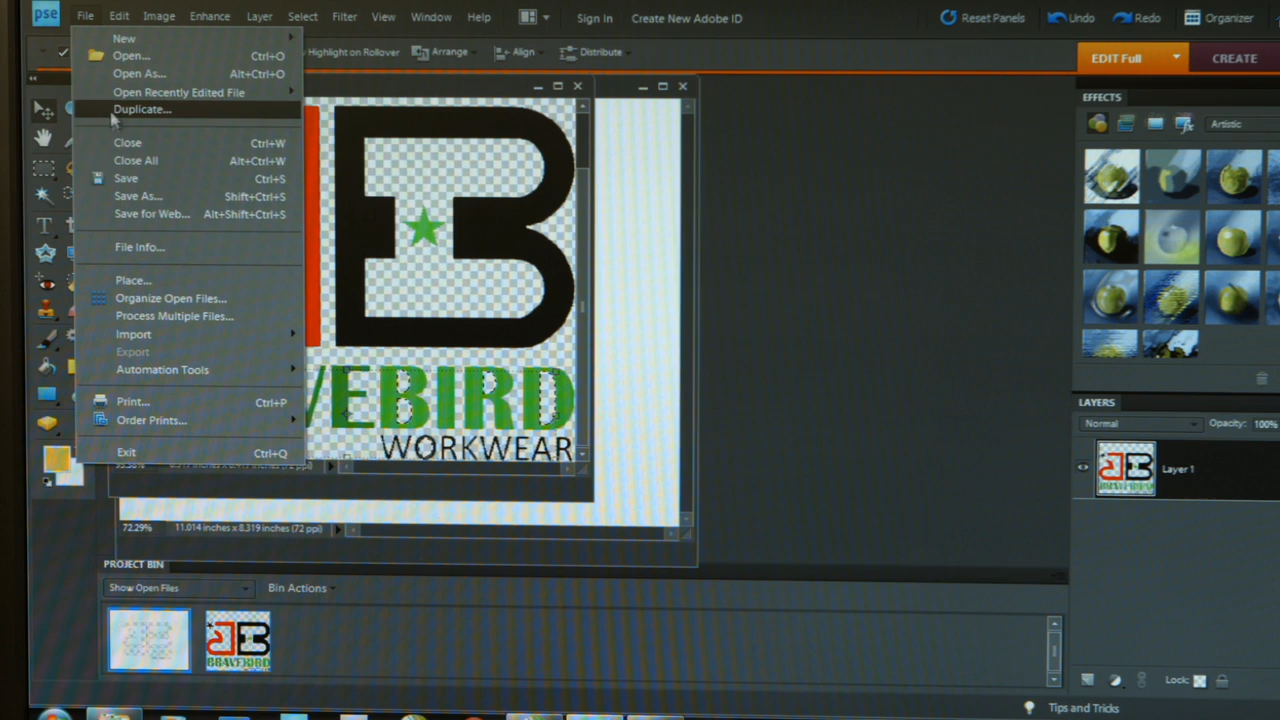 pse File Edit Image Enhance Layer Select Filter View Window Help Sign In Create New Adobe ID Reset Panels Undo Redo Organizer
Highlight on Rollover Arrange Align Distribute EDIT Full CREATE
New
Open... Ctrl+O
Open As... Alt+Ctrl+O
Open Recently Edited File
Duplicate...
Close Ctrl+W
Close All Alt+Ctrl+W
Save Ctrl+S
Save As... Shift+Ctrl+S
Save for Web... Alt+Shift+Ctrl+S
File Info...
Place...
Organize Open Files...
Process Multiple Files...
Import
Export
Automation Tools
Print... Ctrl+P
Order Prints...
Exit Ctrl+Q
B
VEBIRD
WORKWEAR
72.29% 11.014 inches x 8.319 inches (72 ppi)
EFFECTS
Artistic
LAYERS
Normal Opacity: 100%
Layer 1
Lock:
PROJECT BIN
Show Open Files Bin Actions
B
BRAVEBIRD
Tips and Tricks